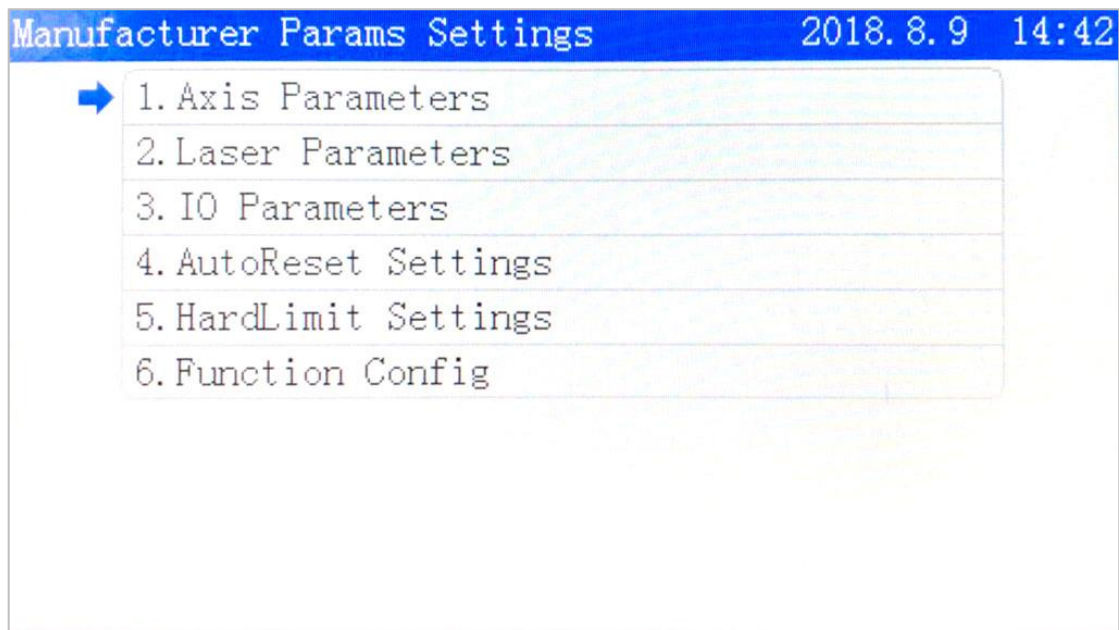 Manufacturer Params Settings 2018.8.9 14:42
1.Axis Parameters
2.Laser Parameters
3.IO Parameters
4.AutoReset Settings
5.HardLimit Settings
6.Function Config